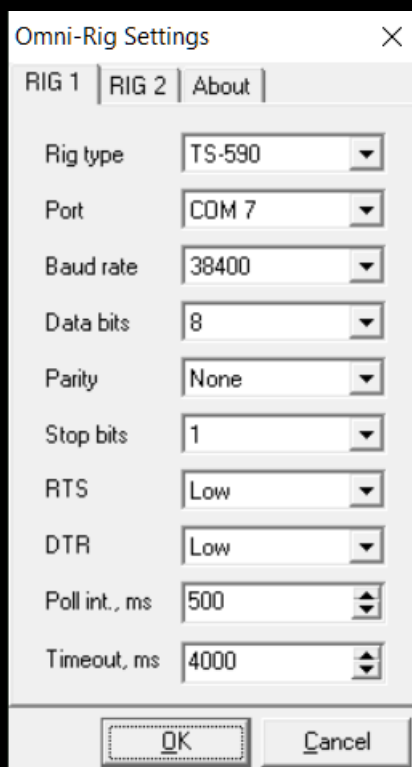 Omni-Rig Settings
RIG 1 RIG 2 About
Rig type TS-590
Port COM 7
Baud rate 38400
Data bits 8
Parity None
Stop bits 1
RTS Low
DTR Low
Poll int., ms 500
Timeout, ms 4000
OK Cancel